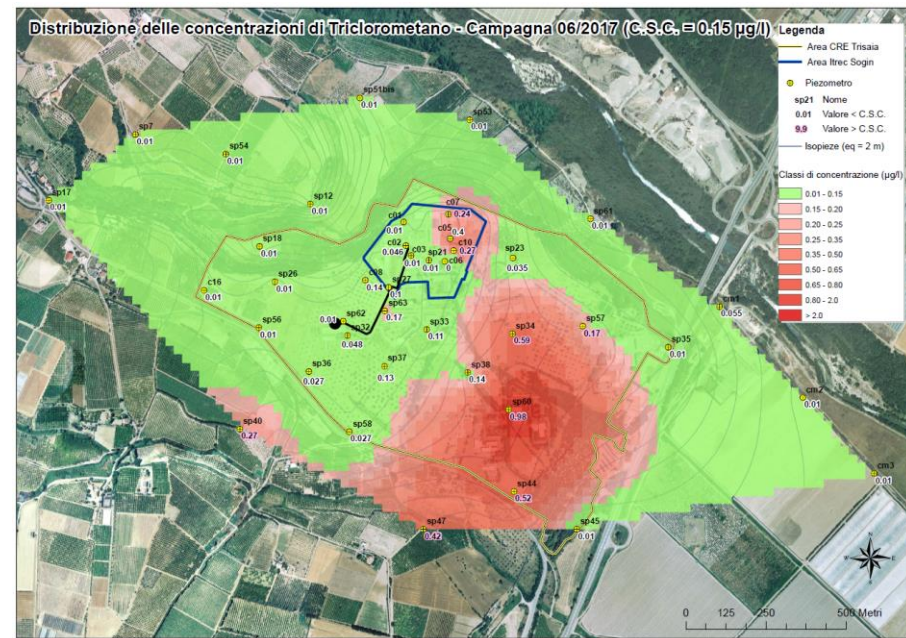 Distribuzione delle concentrazioni di Triclorometano - Campagna 06/2017 (C.S.C. = 0.15 µg/l)
Legenda
Area CRE Trisaia
Area Itrec Sogin
Piezometro
sp21 Nome
0.01 Valore < C.S.C.
9.9 Valore > C.S.C.
Isopieze (eq = 2 m)
Classi di concentrazione (µg/l)
0.01 - 0.15
0.15 - 0.20
0.20 - 0.25
0.25 - 0.35
0.35 - 0.50
0.50 - 0.65
0.65 - 0.80
0.80 - 2.0
> 2.0
sp51bis
0.01
sp53
0.01
sp7
0.01
sp54
0.01
sp17
0.01
sp12
0.01
c07
0.24
sp61
0.01
c01
0.01
c05
0.4
sp18
0.01
c02
0.046
c03
0.01
c10
0.27
sp21
0.01
c06
0
sp23
0.035
sp26
0.01
c08
0.14
sp27
0.1
c16
0.01
cm1
0.055
sp63
0.17
sp62
0.01
sp32
0.048
sp56
0.01
sp33
0.11
sp34
0.59
sp57
0.17
sp35
0.01
sp36
0.027
sp37
0.13
sp38
0.14
cm2
0.01
sp60
0.98
sp40
0.27
sp58
0.027
cm3
0.01
sp44
0.52
sp47
0.42
sp45
0.01
N
W
E
S
0 125 250 500 Metri